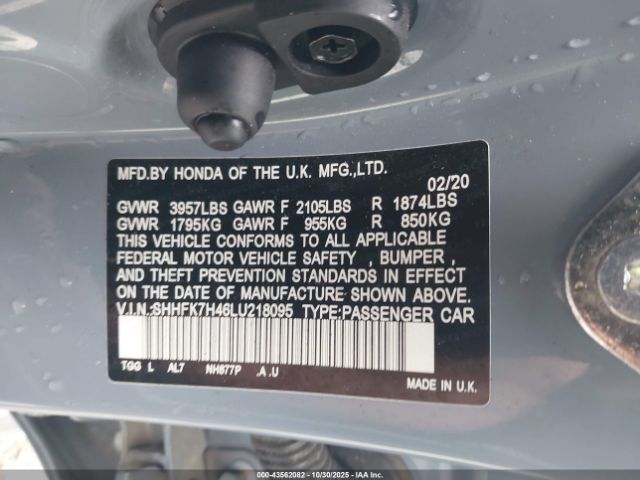 MFD.BY HONDA OF THE U.K. MFG.,LTD.
02/20
GVWR 3957LBS GAWR F 2105LBS R 1874LBS
GVWR 1795KG GAWR F 955KG R 850KG
THIS VEHICLE CONFORMS TO ALL APPLICABLE
FEDERAL MOTOR VEHICLE SAFETY , BUMPER ,
AND THEFT PREVENTION STANDARDS IN EFFECT
ON THE DATE OF MANUFACTURE SHOWN ABOVE.
V.I.N.:SHHFK7H46LU218095 TYPE:PASSENGER CAR
TGG L AL7 NH877P .A .U
MADE IN U.K.
000-43562082 - 10/30/2025 - IAA Inc.